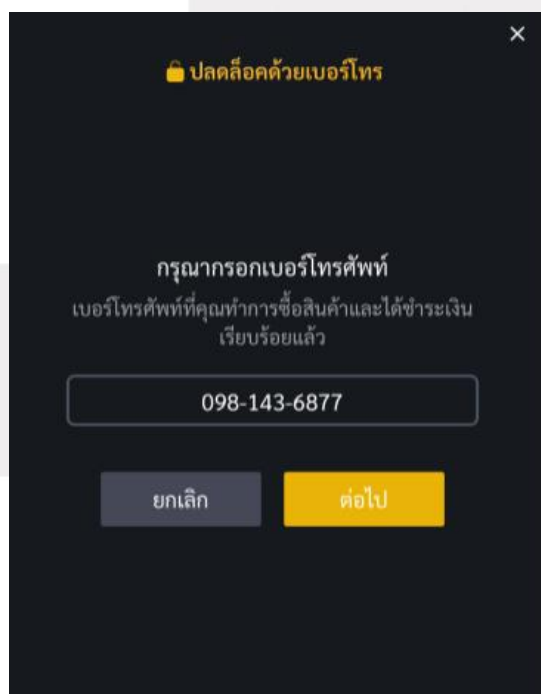 ปลดล็อคด้วยเบอร์โทร
กรุณากรอกเบอร์โทรศัพท์
เบอร์โทรศัพท์ที่คุณทำการซื้อสินค้าและได้ชำระเงิน
เรียบร้อยแล้ว
098-143-6877
ยกเลิก
ต่อไป